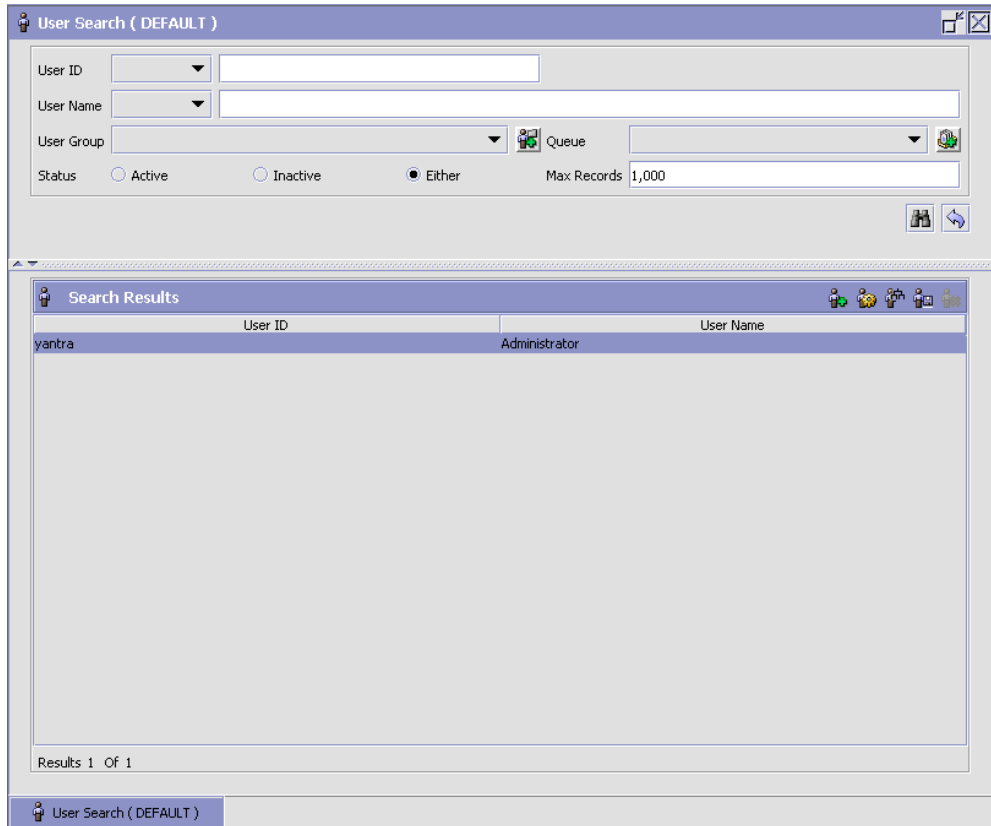 User Search ( DEFAULT )
User ID
User Name
User Group
Queue
Status Active Inactive Either Max Records 1,000
Search Results
User ID User Name
yantra Administrator
Results 1 Of 1
User Search ( DEFAULT )